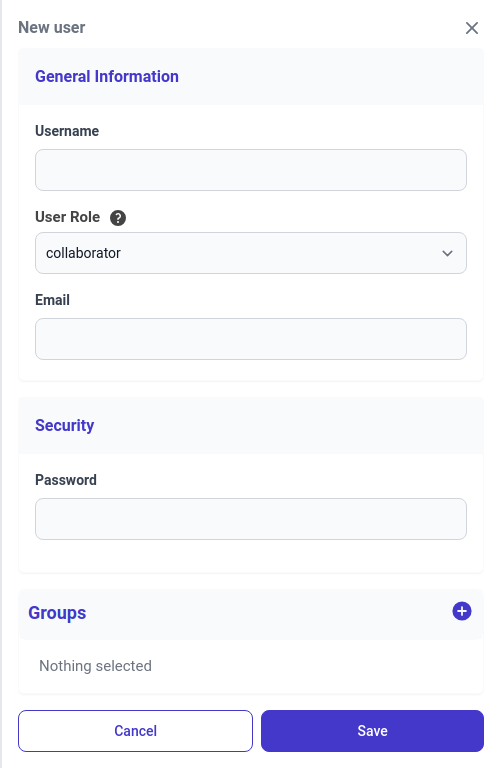 New user
General Information
Username
User Role ?
collaborator
Email
Security
Password
Groups
Nothing selected
Cancel
Save